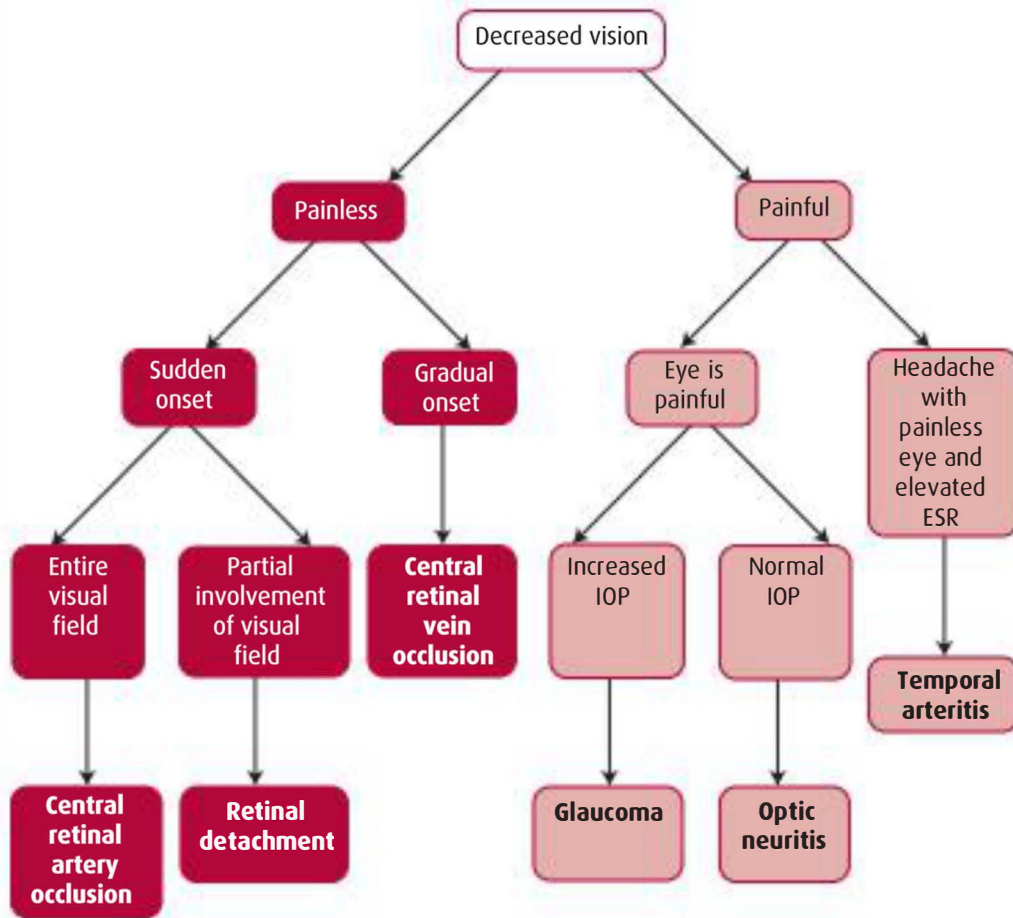 Decreased vision
Painless
Painful
Sudden
onset
Gradual
onset
Eye is
painful
Headache
with
painless
eye and
elevated
ESR
Entire
visual
field
Partial
involvement
of visual
field
Central
retinal
vein
occlusion
Increased
IOP
Normal
IOP
Temporal
arteritis
Central
retinal
artery
occlusion
Retinal
detachment
Glaucoma
Optic
neuritis